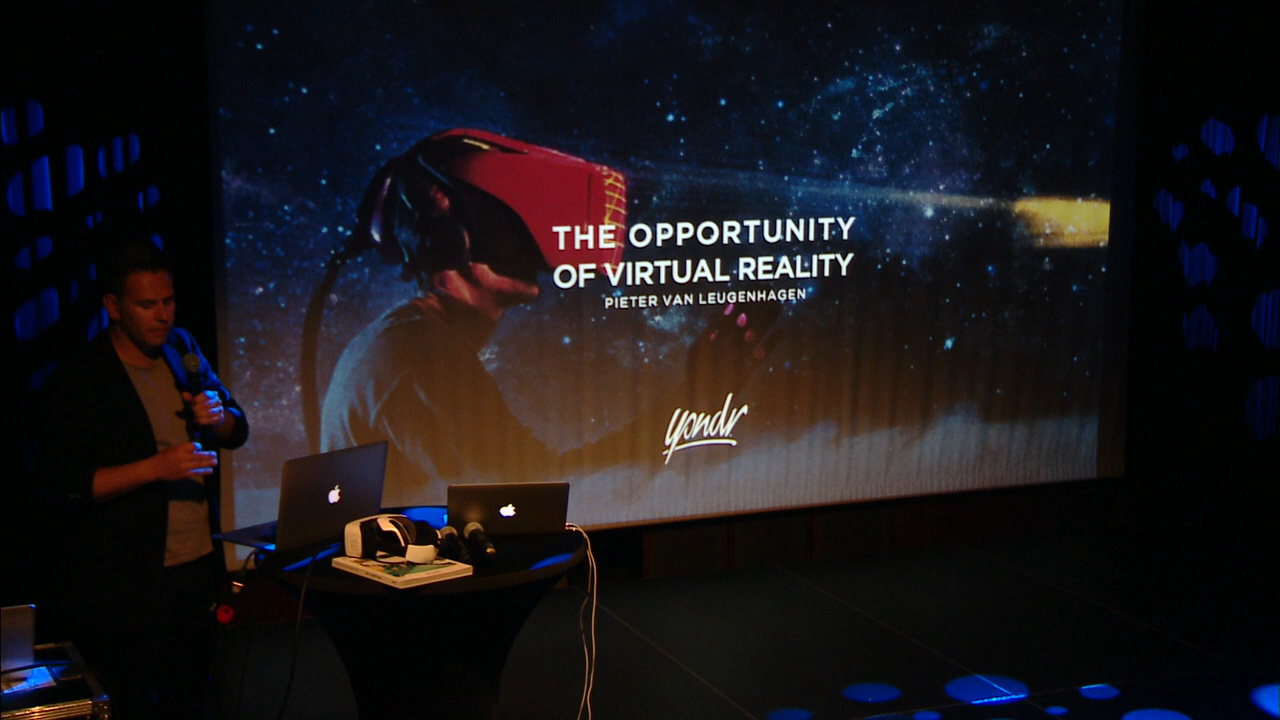 THE OPPORTUNITY
OF VIRTUAL REALITY
PIETER VAN LEUGENHAGEN
yondr